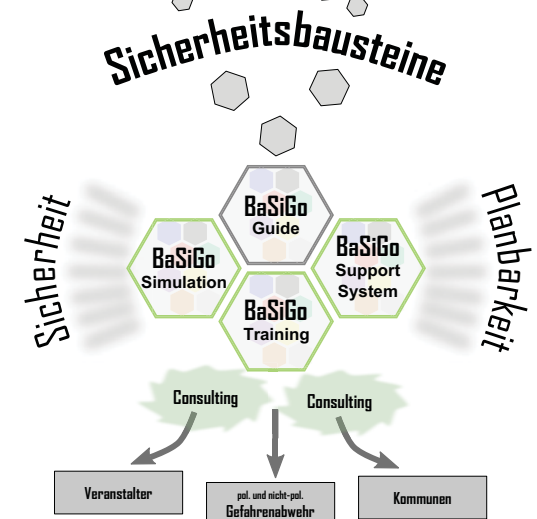 Sicherheitsbausteine
Sicherheit
Planbarkeit
BaSiGo
Guide
BaSiGo
Simulation
BaSiGo
Support
System
BaSiGo
Training
Consulting
Consulting
Veranstalter
pol. und nicht-pol.
Gefahrenabwehr
Kommunen